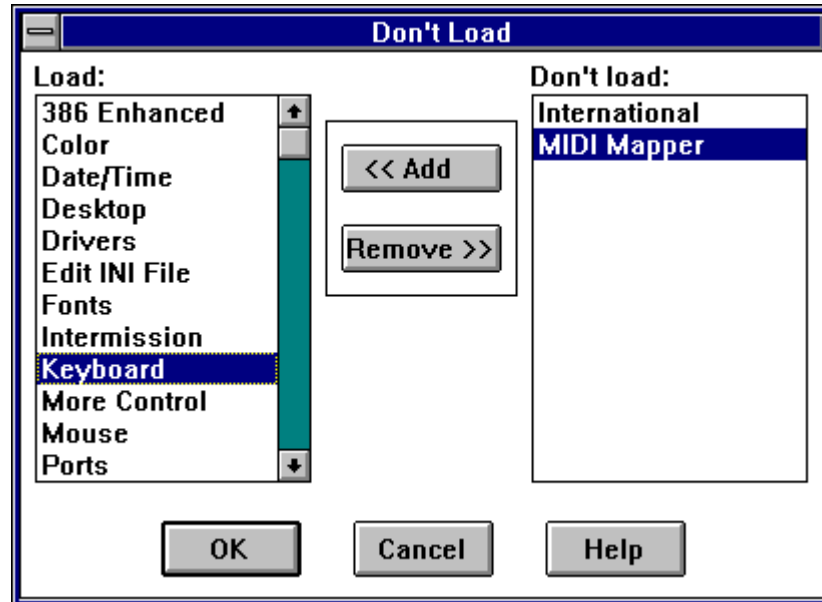 Don't Load
Load:
386 Enhanced
Color
Date/Time
Desktop
Drivers
Edit INI File
Fonts
Intermission
Keyboard
More Control
Mouse
Ports
<< Add
Remove >>
Don't load:
International
MIDI Mapper
OK
Cancel
Help